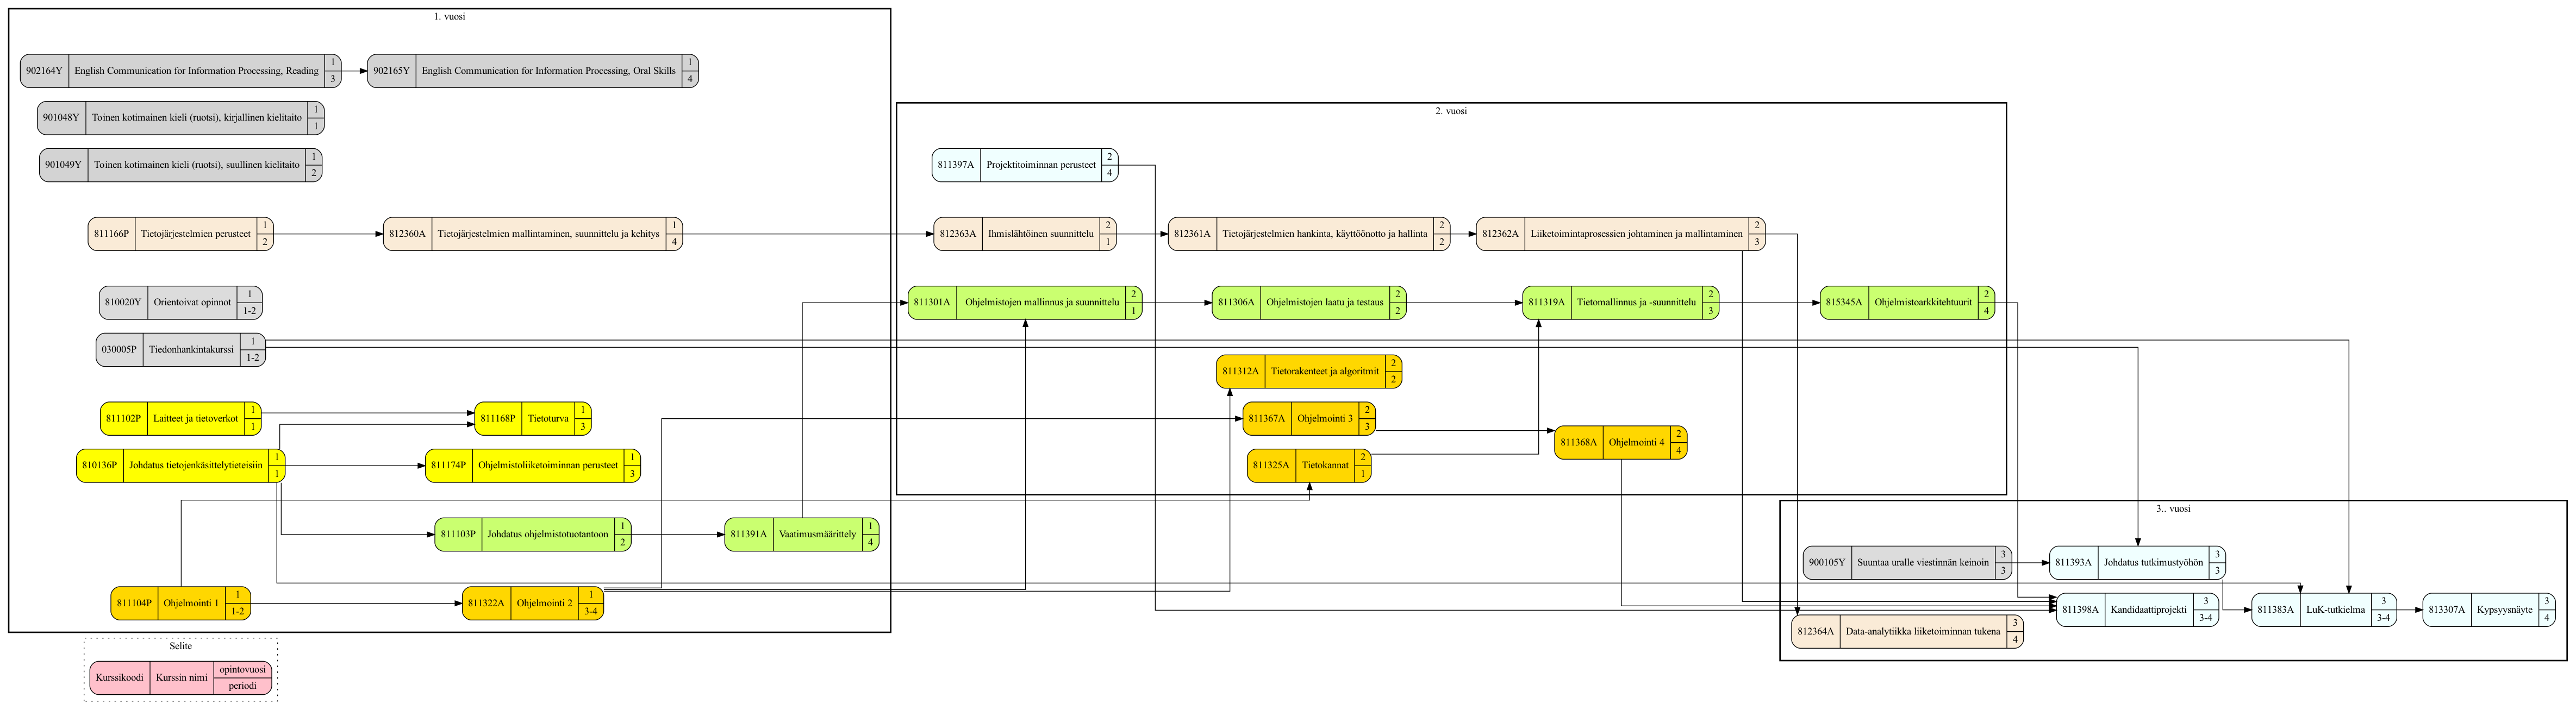 1. vuosi
902164Y English Communication for Information Processing, Reading 1 3
902165Y English Communication for Information Processing, Oral Skills 1 4
901048Y Toinen kotimainen kieli (ruotsi), kirjallinen kielitaito 1 1
901049Y Toinen kotimainen kieli (ruotsi), suullinen kielitaito 1 2
811166P Tietojärjestelmien perusteet 1 2
812360A Tietojärjestelmien mallintaminen, suunnittelu ja kehitys 1 4
810020Y Orientoivat opinnot 1 1-2
030005P Tiedonhankintakurssi 1 1-2
811102P Laitteet ja tietoverkot 1 1
811168P Tietoturva 1 3
810136P Johdatus tietojenkäsittelytieteisiin 1 1
811174P Ohjelmistoliiketoiminnan perusteet 1 3
811103P Johdatus ohjelmistotuotantoon 1 2
811391A Vaatimusmäärittely 1 4
811104P Ohjelmointi 1 1 1-2
811322A Ohjelmointi 2 1 3-4
2. vuosi
811397A Projektitoiminnan perusteet 2 4
812363A Ihmislähtöinen suunnittelu 2 1
812361A Tietojärjestelmien hankinta, käyttöönotto ja hallinta 2 2
812362A Liiketoimintaprosessien johtaminen ja mallintaminen 2 3
811301A Ohjelmistojen mallinnus ja suunnittelu 2 1
811306A Ohjelmistojen laatu ja testaus 2 2
811319A Tietomallinnus ja -suunnittelu 2 3
815345A Ohjelmistoarkkitehtuurit 2 4
811312A Tietorakenteet ja algoritmit 2 2
811367A Ohjelmointi 3 2 3
811368A Ohjelmointi 4 2 4
811325A Tietokannat 2 1
3.. vuosi
900105Y Suuntaa uralle viestinnän keinoin 3 3
811393A Johdatus tutkimustyöhön 3 3
811398A Kandidaattiprojekti 3 3-4
811383A LuK-tutkielma 3 3-4
813307A Kypsyysnäyte 3 4
812364A Data-analytiikka liiketoiminnan tukena 3 4
Selite
Kurssikoodi Kurssin nimi opintovuosi periodi